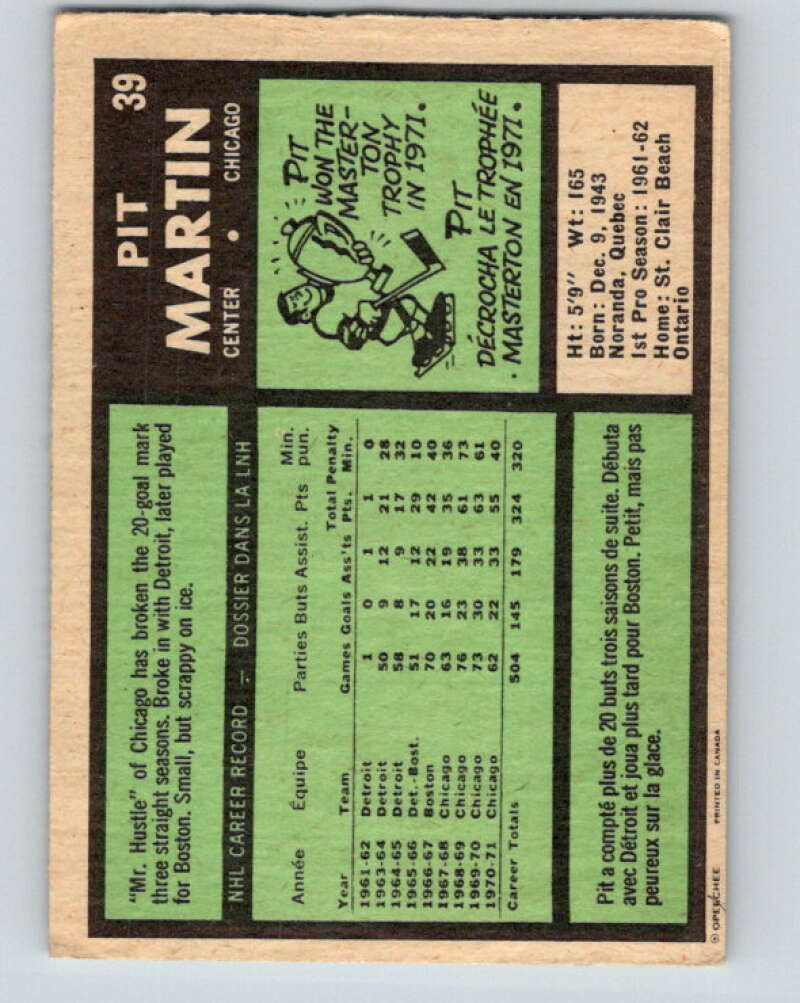 PIT 39
MARTIN
CENTER • CHICAGO
"Mr. Hustle" of Chicago has broken the 20-goal mark
three straight seasons. Broke in with Detroit, later played
for Boston. Small, but scrappy on ice.
PIT
WON THE
MASTER-
TON
TROPHY
IN 1971.
PIT
DÉCROCHA LE TROPHÉE
MASTERTON EN 1971.
NHL CAREER RECORD — DOSSIER DANS LA LNH
Année Équipe Parties Buts Assist. Pts Min. pun.
Year Team Games Goals Ass'ts Total Pts. Penalty Min.
1961-62 Detroit 1 0 1 1 0
1963-64 Detroit 50 9 12 21 28
1964-65 Detroit 58 8 9 17 32
1965-66 Det.-Bost. 51 17 12 29 10
1966-67 Boston 70 20 22 42 40
1967-68 Chicago 63 16 19 35 36
1968-69 Chicago 76 23 38 61 73
1969-70 Chicago 73 30 33 63 61
1970-71 Chicago 62 22 33 55 40
Career Totals 504 145 179 324 320
Ht: 5'9" Wt: 165
Born: Dec. 9, 1943
Noranda, Quebec
1st Pro Season: 1961-62
Home: St. Clair Beach
Ontario
Pit a compté plus de 20 buts trois saisons de suite. Débuta
avec Détroit et joua plus tard pour Boston. Petit, mais pas
peureux sur la glace.
© OPEECHEE PRINTED IN CANADA